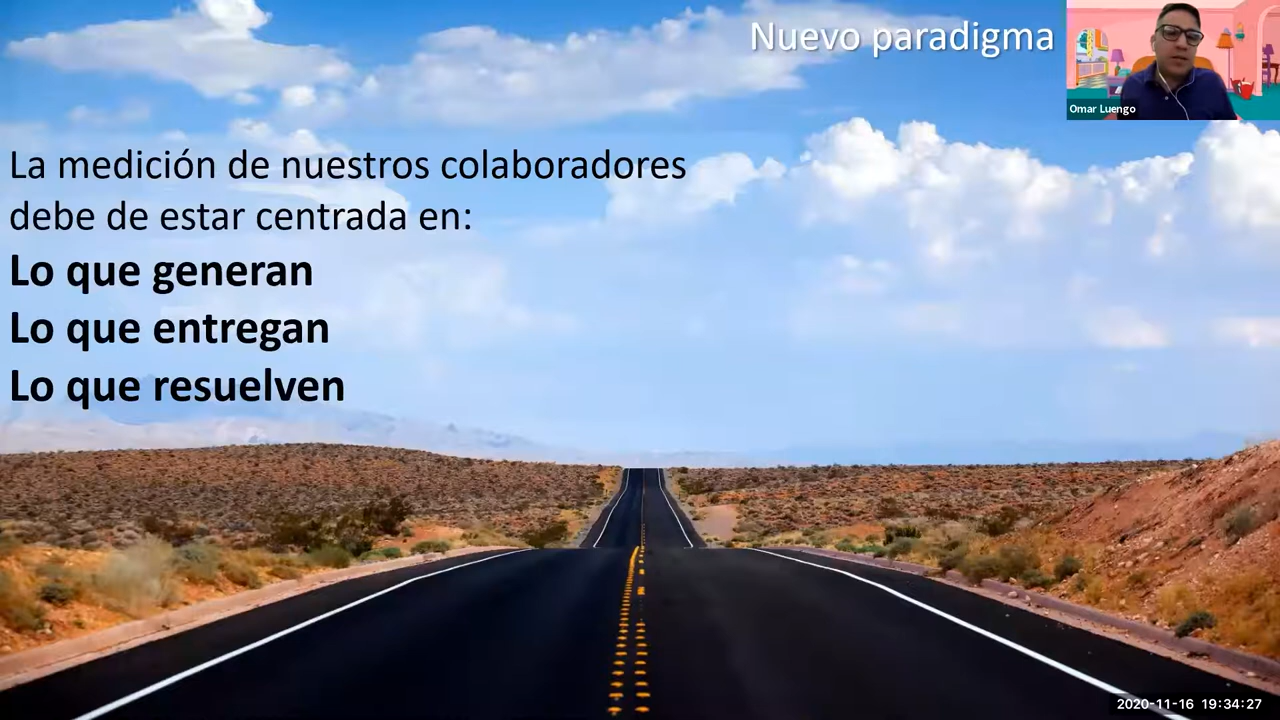 Nuevo paradigma
Omar Luengo
La medición de nuestros colaboradores
debe de estar centrada en:
Lo que generan
Lo que entregan
Lo que resuelven
2020-11-16 19:34:27